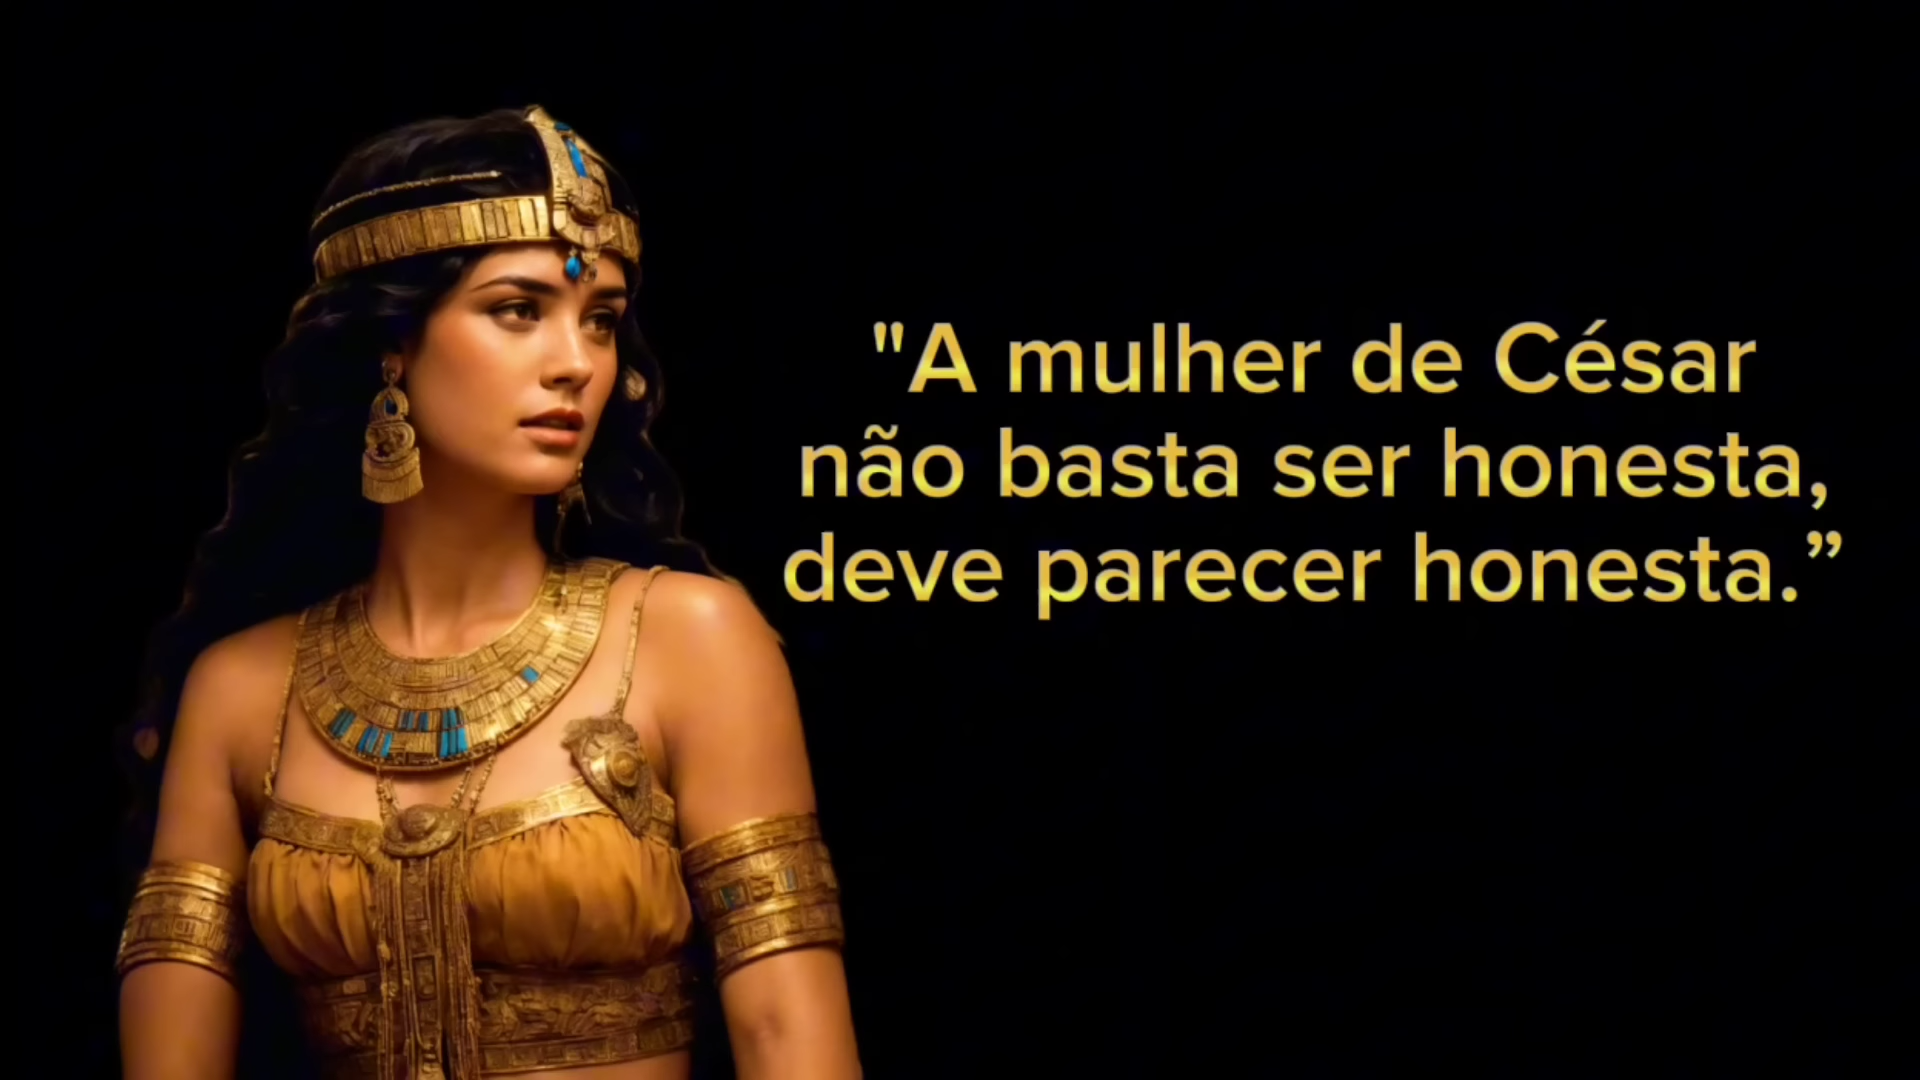 "A mulher de César
não basta ser honesta,
deve parecer honesta.”